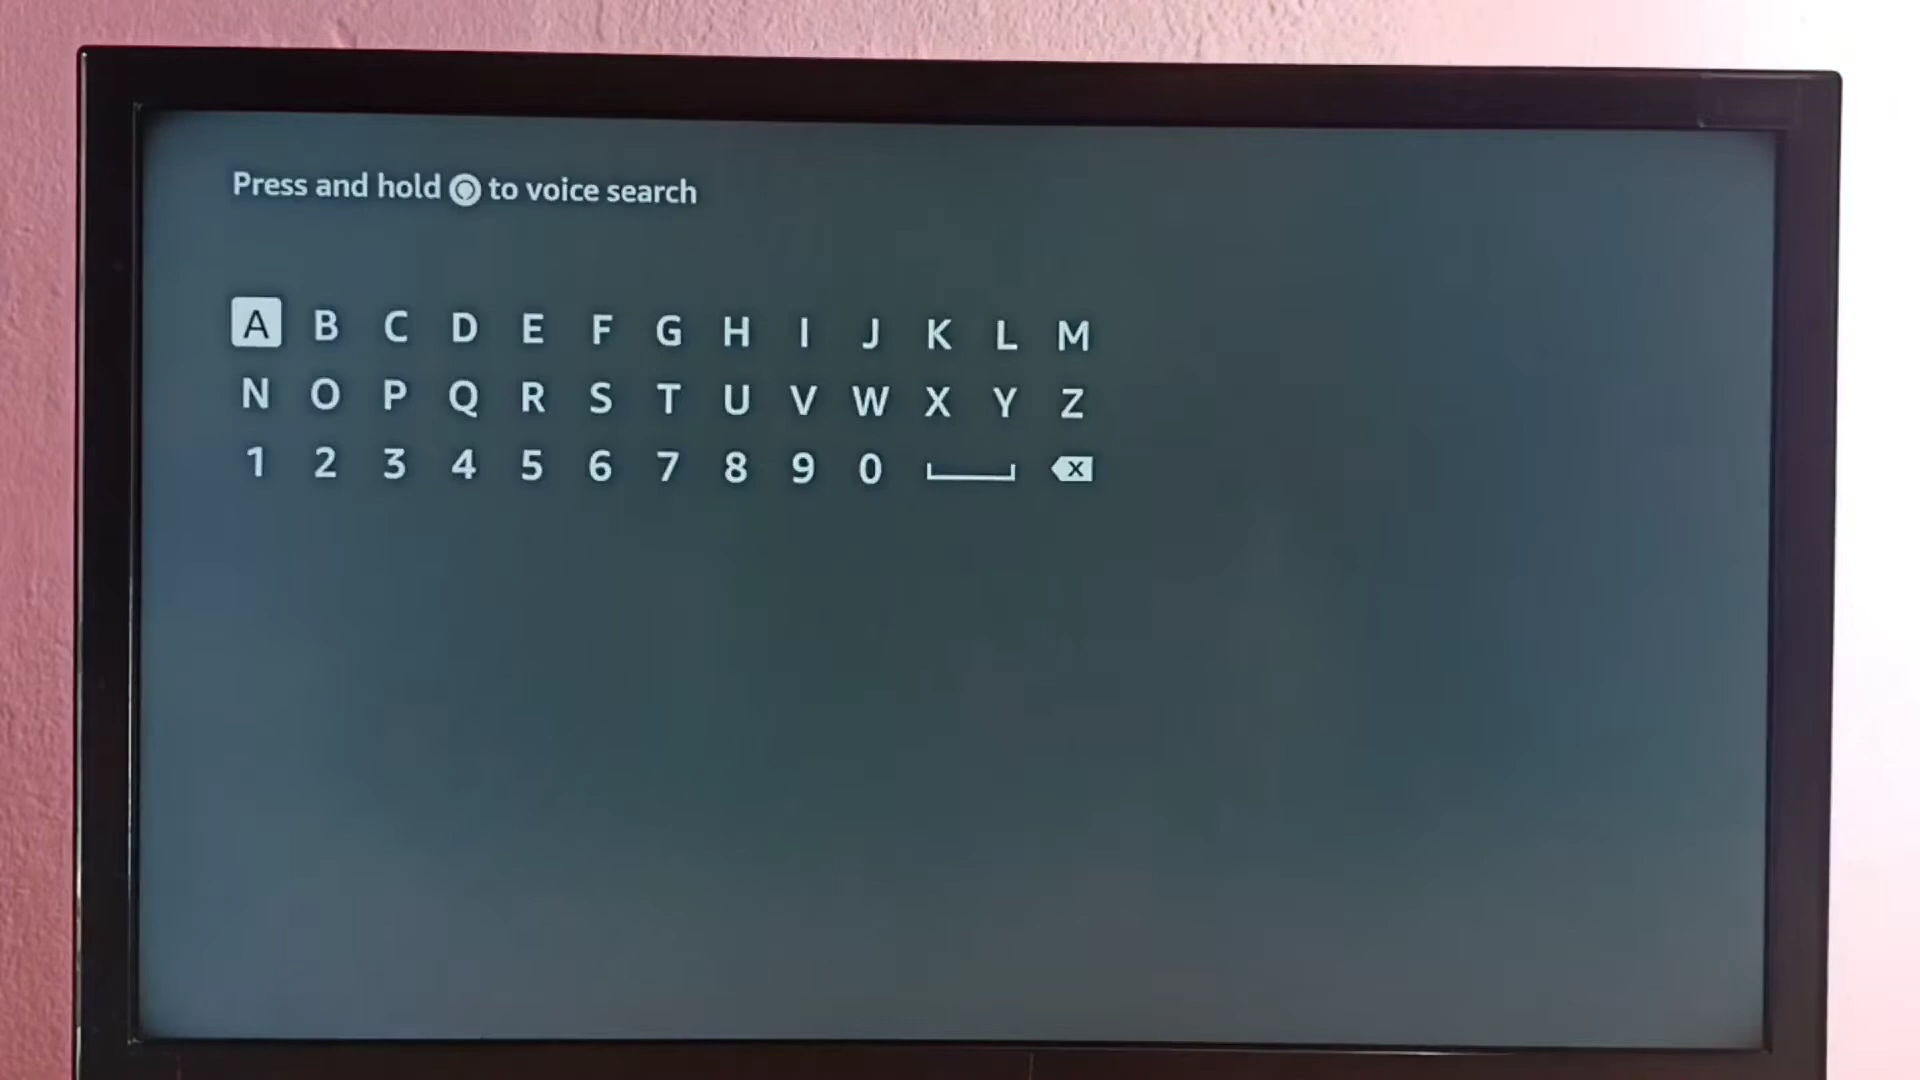 Press and hold to voice search
A B C D E F G H I J K L M
N O P Q R S T U V W X Y Z
1 2 3 4 5 6 7 8 9 0